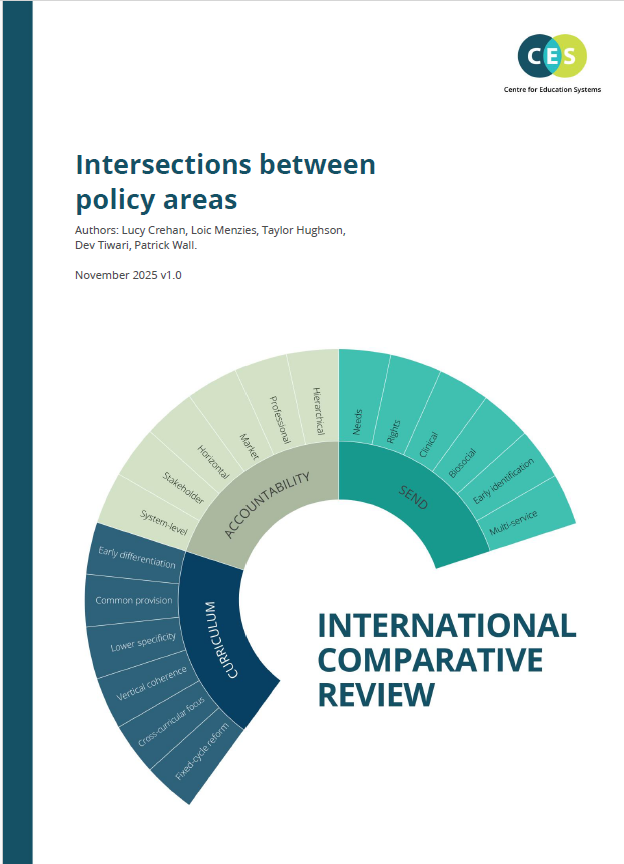 CES
Centre for Education Systems
Intersections between
policy areas
Authors: Lucy Crehan, Loic Menzies, Taylor Hughson,
Dev Tiwari, Patrick Wall.
November 2025 v1.0
Hierarchical
Professional
Market
Horizontal
Stakeholder
System-level
ACCOUNTABILITY
Needs
Rights
Clinical
Biosocial
Early identification
Multi-service
SEND
Early differentiation
Common provision
Lower specificity
Vertical coherence
Cross-curricular focus
Fixed-cycle reform
CURRICULUM
INTERNATIONAL
COMPARATIVE
REVIEW